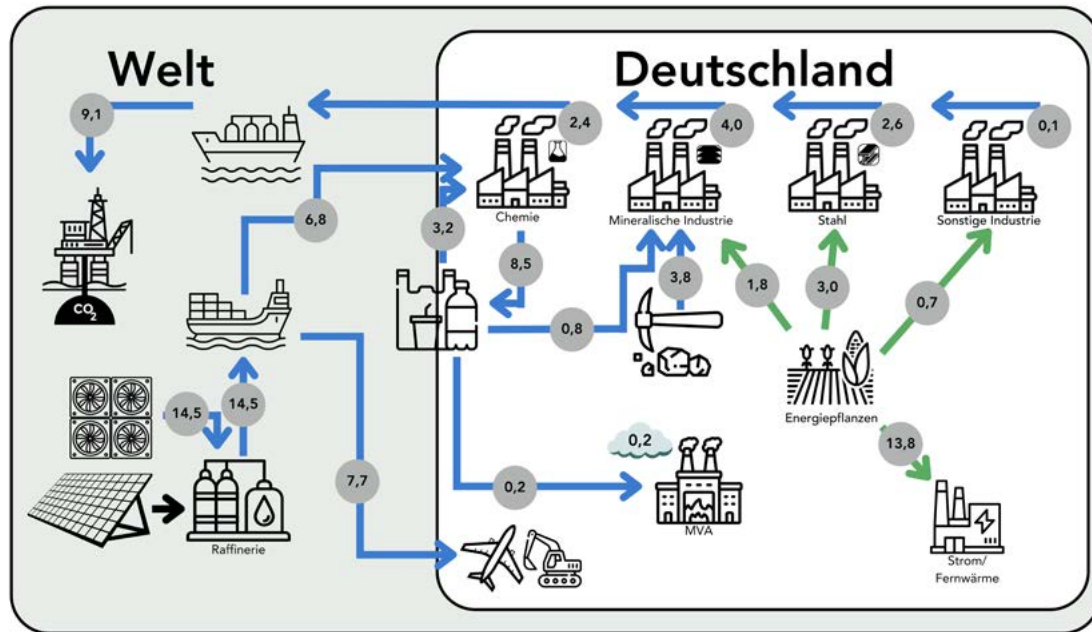 Welt
Deutschland
9,1
2,4
4,0
2,6
0,1
Chemie
Mineralische Industrie
Stahl
Sonstige Industrie
6,8
3,2
8,5
3,8
1,8
3,0
0,7
CO2
0,8
Energiepflanzen
14,5
14,5
0,2
13,8
7,7
0,2
MVA
Raffinerie
Strom/
Fernwärme